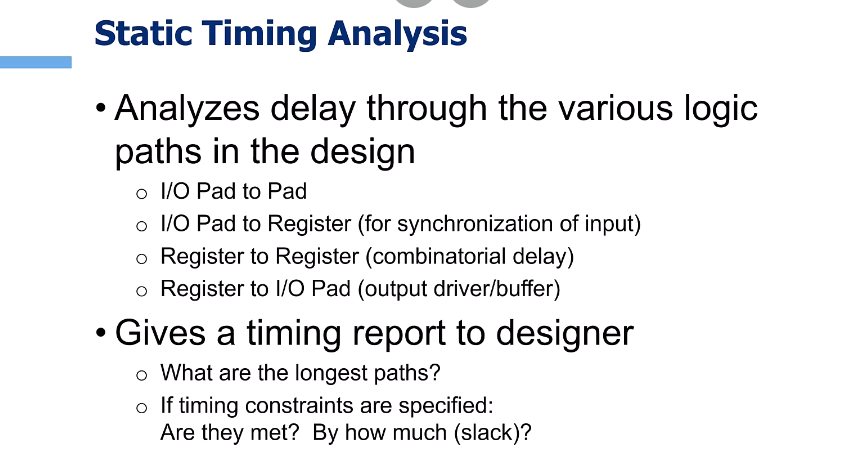 Static Timing Analysis
• Analyzes delay through the various logic
paths in the design
o I/O Pad to Pad
o I/O Pad to Register (for synchronization of input)
o Register to Register (combinatorial delay)
o Register to I/O Pad (output driver/buffer)
• Gives a timing report to designer
o What are the longest paths?
o If timing constraints are specified:
Are they met?  By how much (slack)?